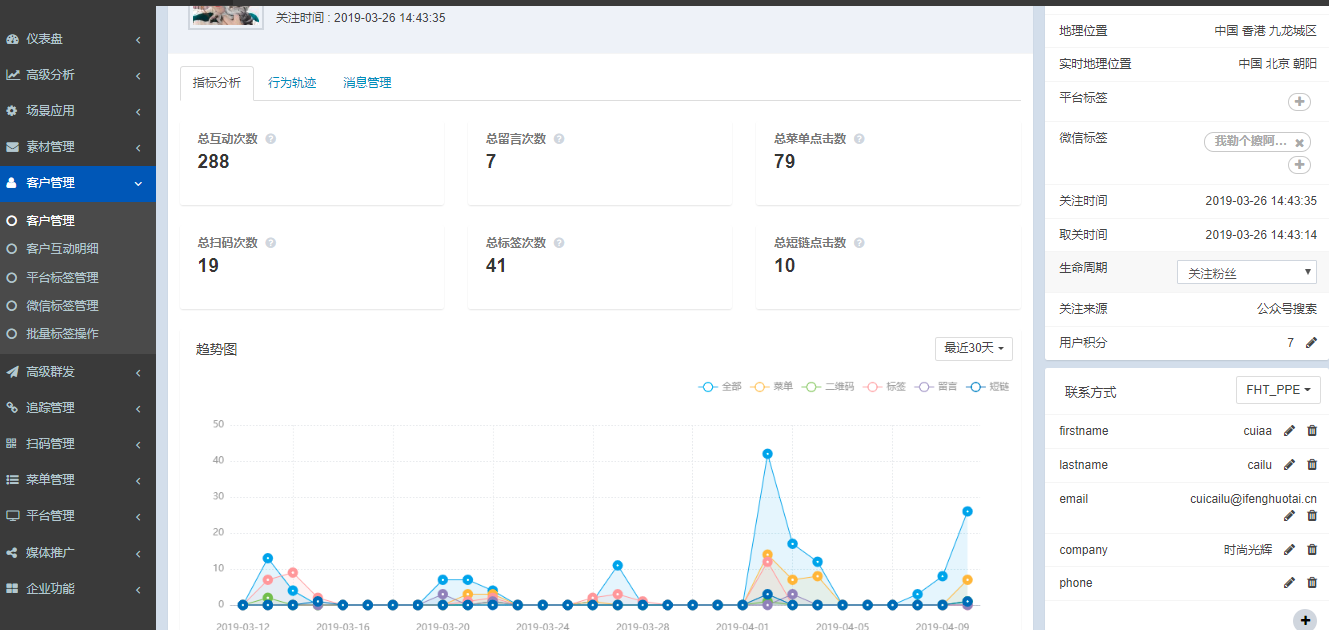 仪表盘
高级分析
场景应用
素材管理
客户管理
客户管理
客户互动明细
平台标签管理
微信标签管理
批量标签操作
高级群发
追踪管理
扫码管理
菜单管理
平台管理
媒体推广
企业功能
关注时间 : 2019-03-26 14:43:35
指标分析 行为轨迹 消息管理
总互动次数 ? 总留言次数 ? 总菜单点击数 ?
288 7 79
总扫码次数 ? 总标签次数 ? 总短链点击数 ?
19 41 10
趋势图 最近30天
全部 菜单 二维码 标签 留言 短链
50
40
30
20
10
0
2019-03-12 2019-03-16 2019-03-20 2019-03-24 2019-03-28 2019-04-01 2019-04-05 2019-04-09
地理位置 中国 香港 九龙城区
实时地理位置 中国 北京 朝阳
平台标签
微信标签 我勒个擦阿...
关注时间 2019-03-26 14:43:35
取关时间 2019-03-26 14:43:14
生命周期 关注粉丝
关注来源 公众号搜索
用户积分 7
联系方式 FHT_PPE
firstname cuiaa
lastname cailu
email cuicailu@ifenghuotai.cn
company 时尚光辉
phone